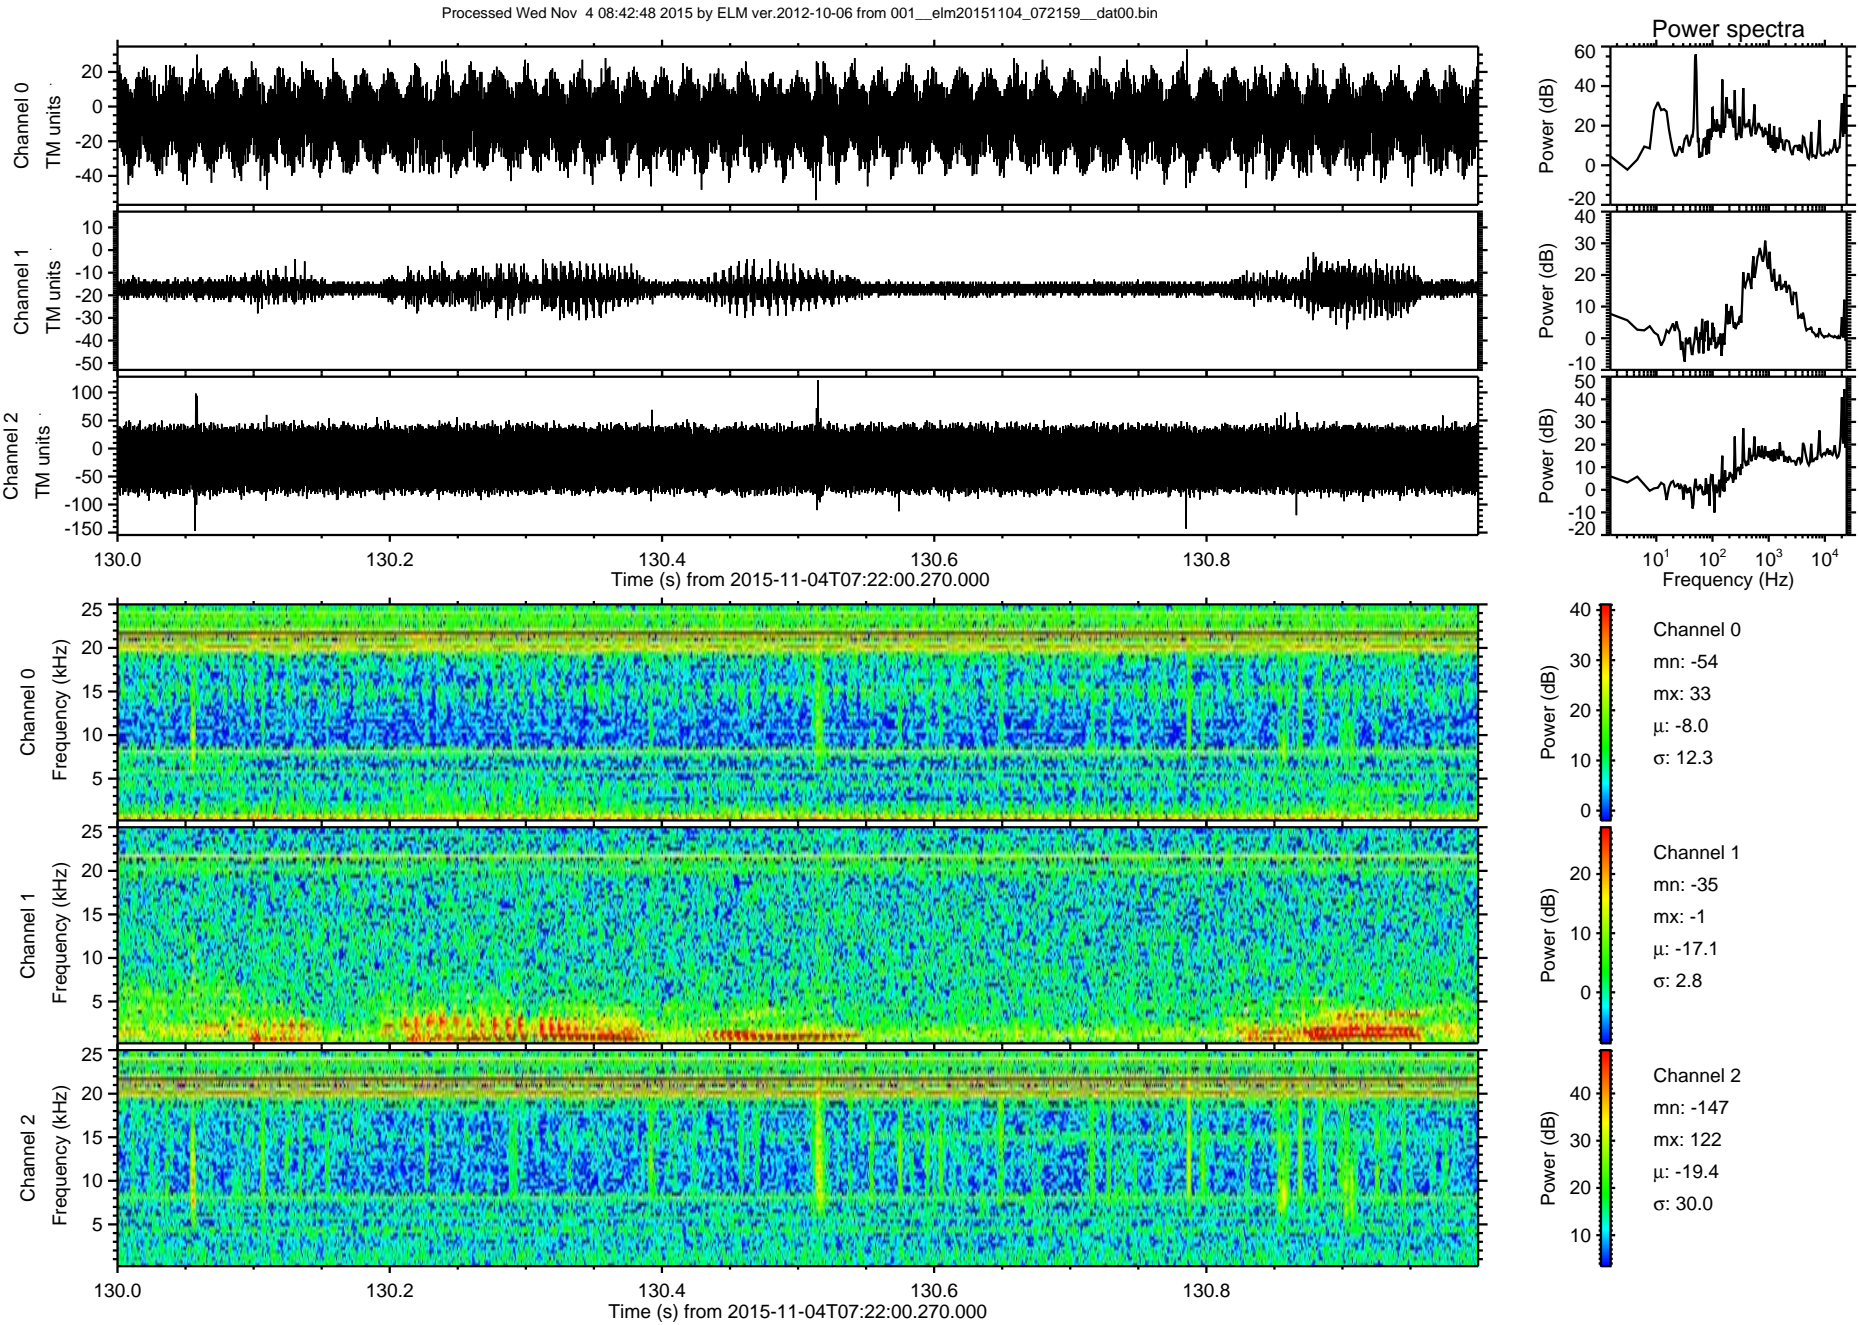 Processed Wed Nov  4 08:42:48 2015 by ELM ver.2012-10-06 from 001__elm20151104_072159__dat00.bin
Power spectra
Channel 0
TM units
20
0
-20
-40
Power (dB)
60
40
20
0
-20
Channel 1
TM units
10
0
-10
-20
-30
-40
-50
Power (dB)
40
30
20
10
0
-10
Channel 2
TM units
100
50
0
-50
-100
-150
Power (dB)
50
40
30
20
10
0
-10
-20
130.0 130.2 130.4 130.6 130.8
Time (s) from 2015-11-04T07:22:00.270.000
10^1 10^2 10^3 10^4
Frequency (Hz)
Channel 0
Frequency (kHz)
25
20
15
10
5
Power (dB)
40
30
20
10
0
Channel 0
mn: -54
mx: 33
μ: -8.0
σ: 12.3
Channel 1
Frequency (kHz)
25
20
15
10
5
Power (dB)
20
10
0
Channel 1
mn: -35
mx: -1
μ: -17.1
σ: 2.8
Channel 2
Frequency (kHz)
25
20
15
10
5
Power (dB)
40
30
20
10
Channel 2
mn: -147
mx: 122
μ: -19.4
σ: 30.0
130.0 130.2 130.4 130.6 130.8
Time (s) from 2015-11-04T07:22:00.270.000